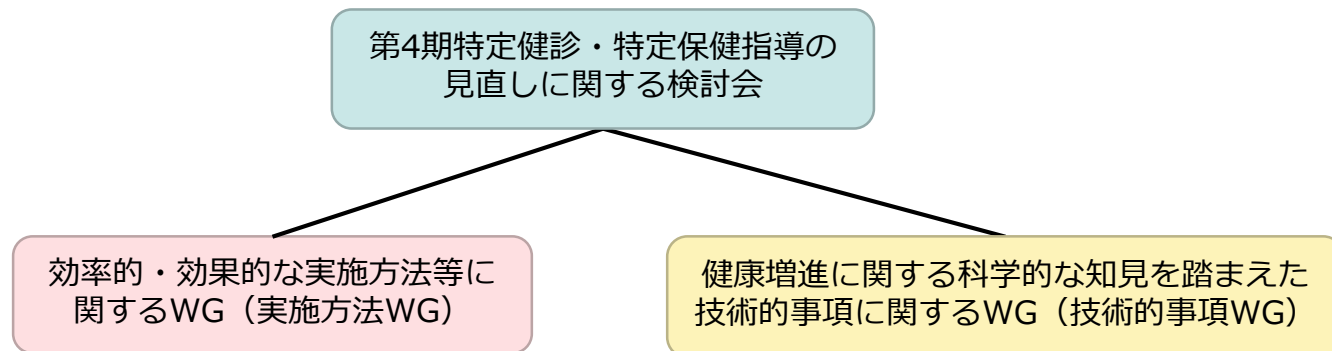 第4期特定健診・特定保健指導の
見直しに関する検討会
効率的・効果的な実施方法等に
関するWG（実施方法WG）
健康増進に関する科学的な知見を踏まえた
技術的事項に関するWG（技術的事項WG）